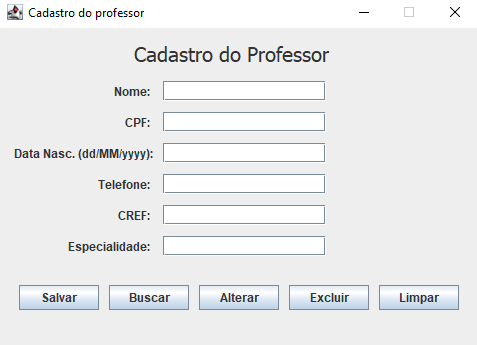 Cadastro do professor
Cadastro do Professor
Nome:
CPF:
Data Nasc. (dd/MM/yyyy):
Telefone:
CREF:
Especialidade:
Salvar Buscar Alterar Excluir Limpar